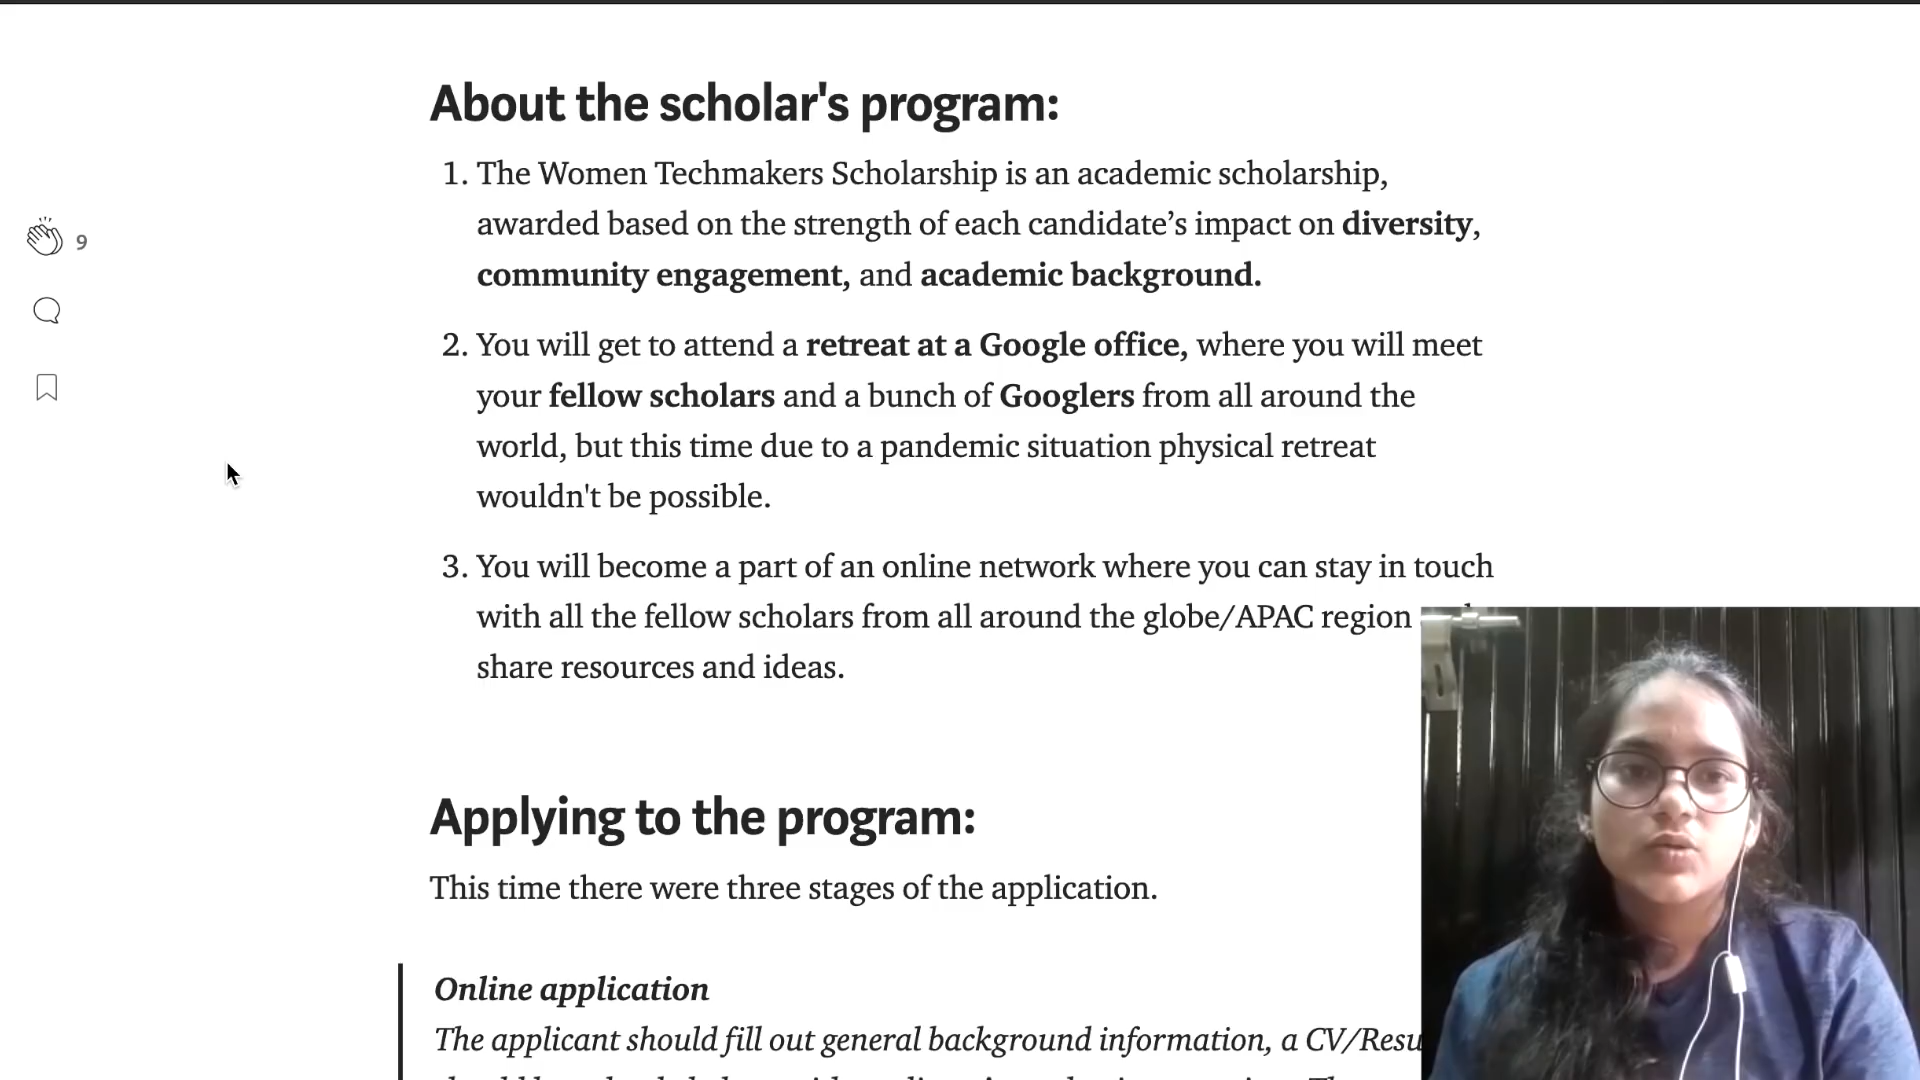 About the scholar's program:
1. The Women Techmakers Scholarship is an academic scholarship,
awarded based on the strength of each candidate’s impact on diversity,
community engagement, and academic background.
9
2. You will get to attend a retreat at a Google office, where you will meet
your fellow scholars and a bunch of Googlers from all around the
world, but this time due to a pandemic situation physical retreat
wouldn't be possible.
3. You will become a part of an online network where you can stay in touch
with all the fellow scholars from all around the globe/APAC region
share resources and ideas.
Applying to the program:
This time there were three stages of the application.
Online application
The applicant should fill out general background information, a CV/Resu